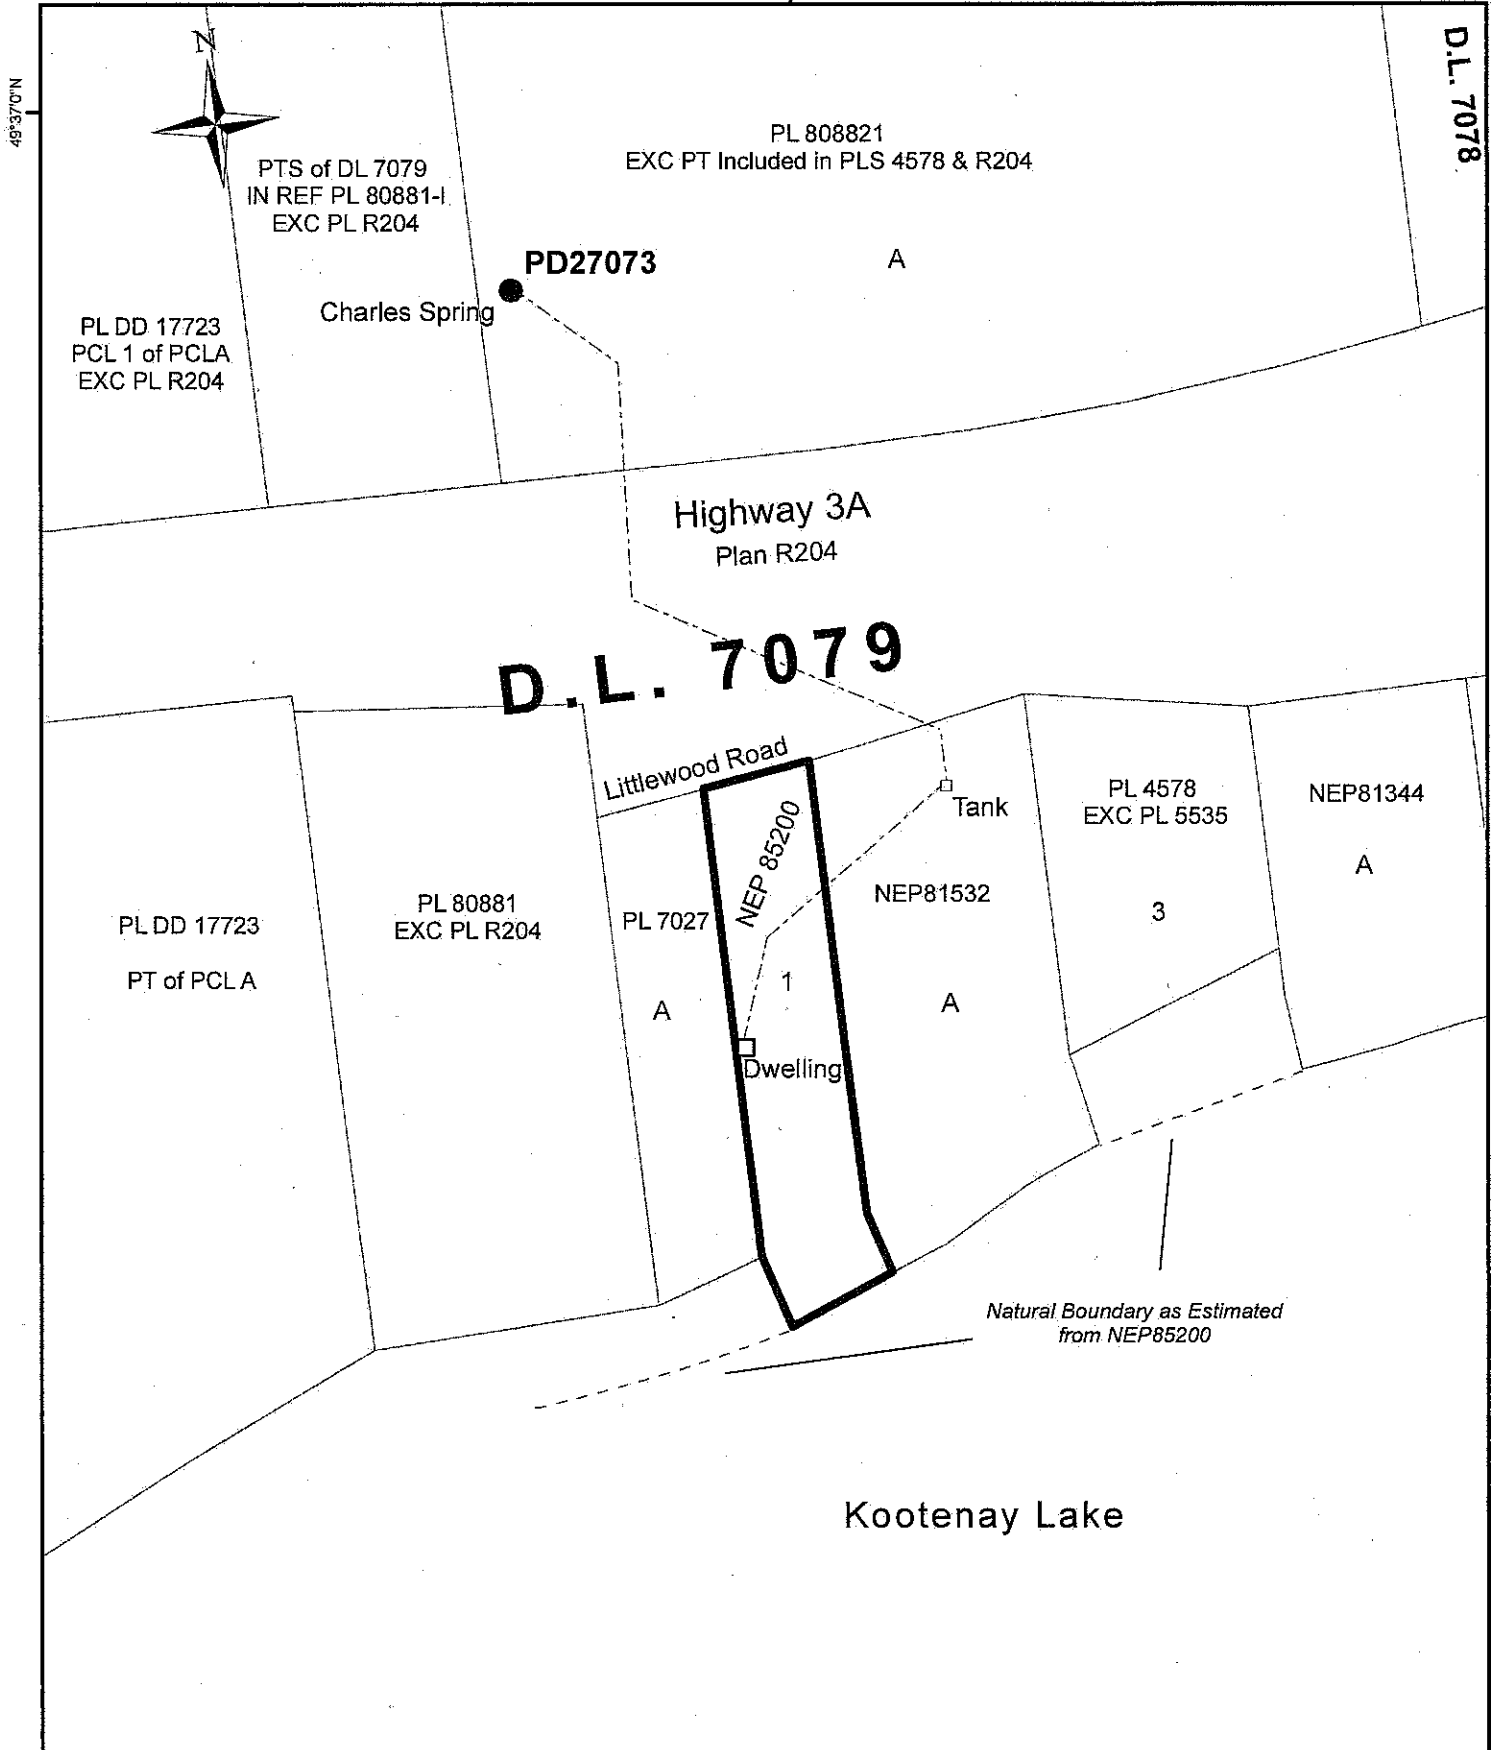 N
49°37'0"N
D.L. 7078
PL 808821
EXC PT Included in PLS 4578 & R204
A
PTS of DL 7079
IN REF PL 80881-I
EXC PL R204
PD27073
Charles Spring
PL DD 17723
PCL 1 of PCLA
EXC PL R204
Highway 3A
Plan R204
D.L. 7079
Littlewood Road
Tank
PL 4578
EXC PL 5535
3
NEP81344
A
NEP 85200
1
NEP81532
A
PL 7027
A
PL 80881
EXC PL R204
PL DD 17723
PT of PCL A
Dwelling
Natural Boundary as Estimated
from NEP85200
Kootenay Lake